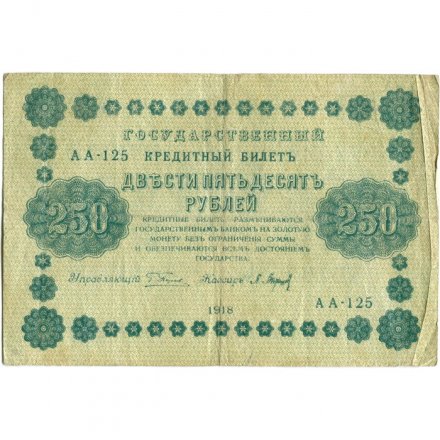 ГОСУДАРСТВЕННЫЙ
АА-125 КРЕДИТНЫЙ БИЛЕТЪ
ДВѢСТИ ПЯТЬДЕСЯТЪ
РУБЛЕЙ
250 250
КРЕДИТНЫЕ БИЛЕТЫ РАЗМѢНИВАЮТСЯ
ГОСУДАРСТВЕННЫМЪ БАНКОМЪ НА ЗОЛОТУЮ
МОНЕТУ БЕЗЪ ОГРАНИЧЕНІЯ СУММЫ
И ОБЕЗПЕЧИВАЮТСЯ ВСѢМЪ ДОСТОЯНІЕМЪ
ГОСУДАРСТВА.
Управляющій Кассиръ
АА-125
1918